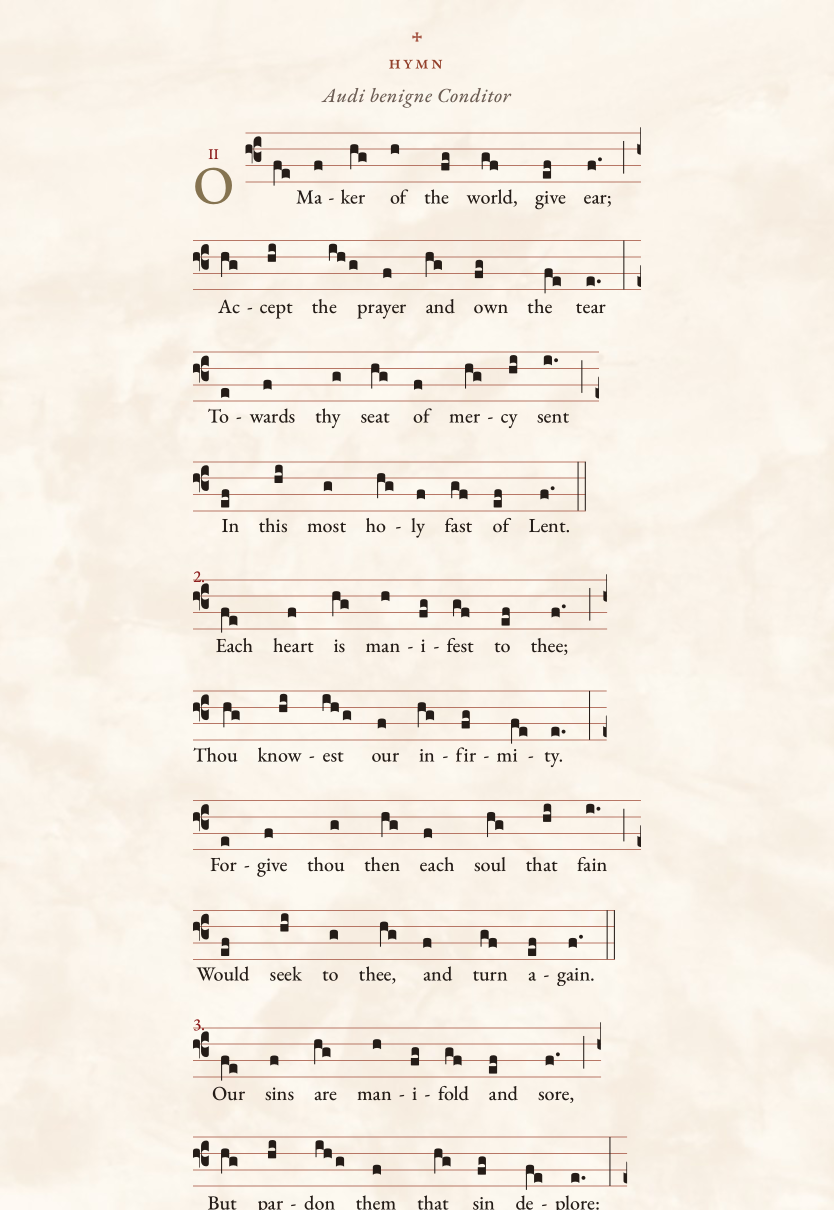 HYMN
Audi benigne Conditor
II
O Ma - ker of the world, give ear;
Ac - cept the prayer and own the tear
To - wards thy seat of mer - cy sent
In this most ho - ly fast of Lent.
2.
Each heart is man - i - fest to thee;
Thou know - est our in - fir - mi - ty.
For - give thou then each soul that fain
Would seek to thee, and turn a - gain.
3.
Our sins are man - i - fold and sore,
But par - don them that sin de - plore: